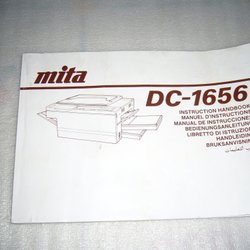 mita
DC-1656
INSTRUCTION HANDBOOK
MANUEL D'INSTRUCTIONS
MANUAL DE INSTRUCCIONES
BEDIENUNGSANLEITUNG
LIBRETTO DI ISTRUZIONI
HANDLEIDING
BRUKSANVISNING